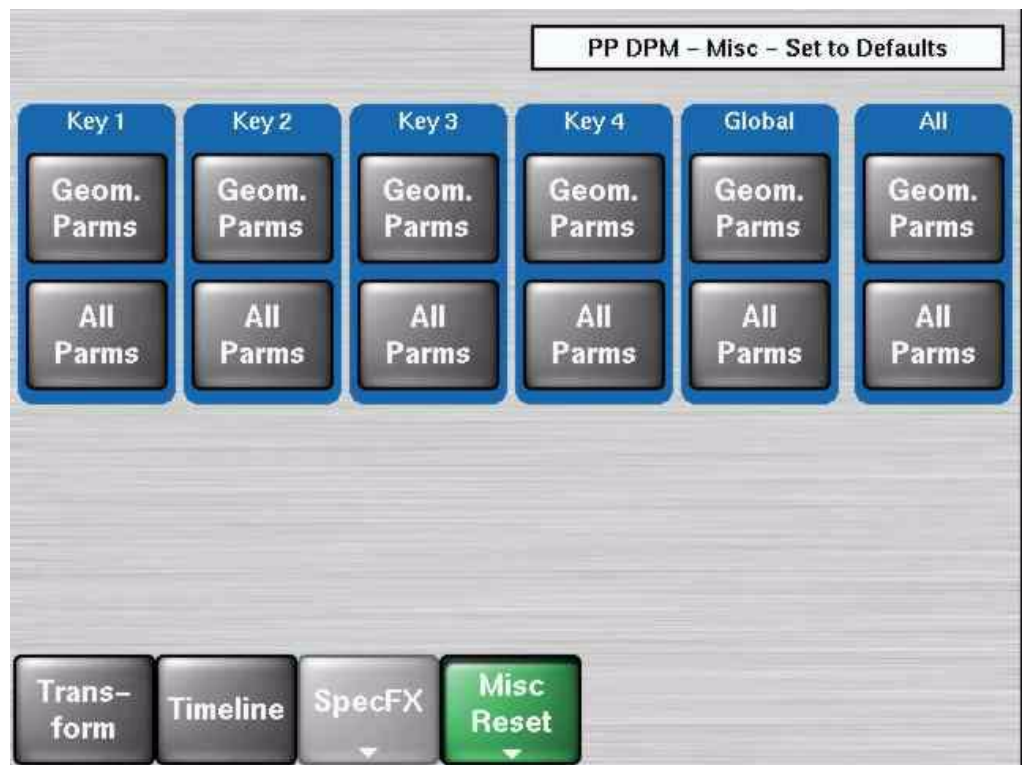 PP DPM – Misc – Set to Defaults
Key 1 Key 2 Key 3 Key 4 Global All
Geom. Geom. Geom. Geom. Geom. Geom.
Parms Parms Parms Parms Parms Parms
All All All All All All
Parms Parms Parms Parms Parms Parms
Trans–
form
Timeline
SpecFX
Misc
Reset